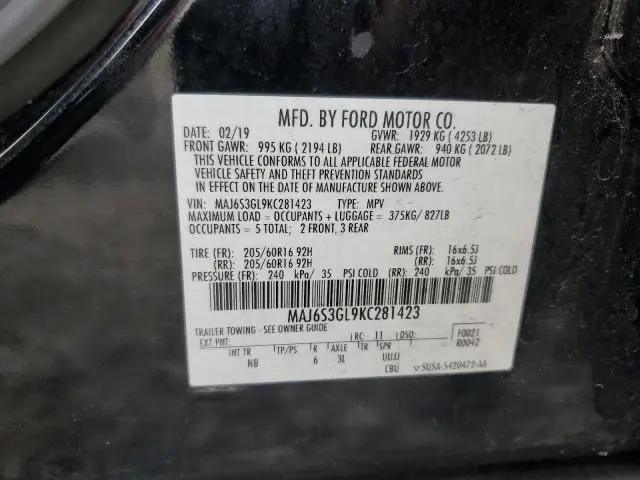 MFD. BY FORD MOTOR CO.
DATE: 02/19 GVWR: 1929 KG ( 4253 LB)
FRONT GAWR: 995 KG ( 2194 LB) REAR GAWR: 940 KG ( 2072 LB)
THIS VEHICLE CONFORMS TO ALL APPLICABLE FEDERAL MOTOR
VEHICLE SAFETY AND THEFT PREVENTION STANDARDS IN EFFECT
ON THE DATE OF MANUFACTURE SHOWN ABOVE.
VIN: MAJ6S3GL9KC281423 TYPE: MPV
MAXIMUM LOAD = OCCUPANTS + LUGGAGE = 375KG/ 827LB
OCCUPANTS = 5 TOTAL; 2 FRONT, 3 REAR
TIRE (FR): 205/60R16 92H RIMS (FR): 16x6.5J
(RR): 205/60R16 92H (RR): 16x6.5J
PRESSURE (FR): 240 kPa/ 35 PSI COLD (RR): 240 kPa/ 35 PSI COLD
MAJ6S3GL9KC281423
TRAILER TOWING - SEE OWNER GUIDE
EXT PNT: RC: 11 DSO: F0021
R0042
INT TR TP/PS R AXLE TR SPR
NB 6 3L UUJJ
CBU